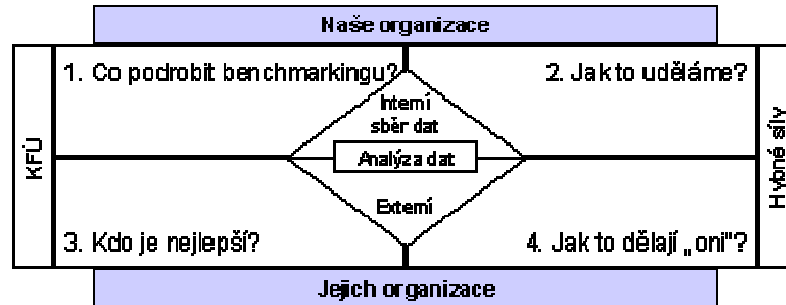 Naše organizace
1. Co podrobit benchmarkingu?
2. Jak to uděláme?
KFÚ
Interní
sběr dat
Analýza dat
Externí
Hybné síly
3. Kdo je nejlepší?
4. Jak to dělají „oni"?
Jejich organizace